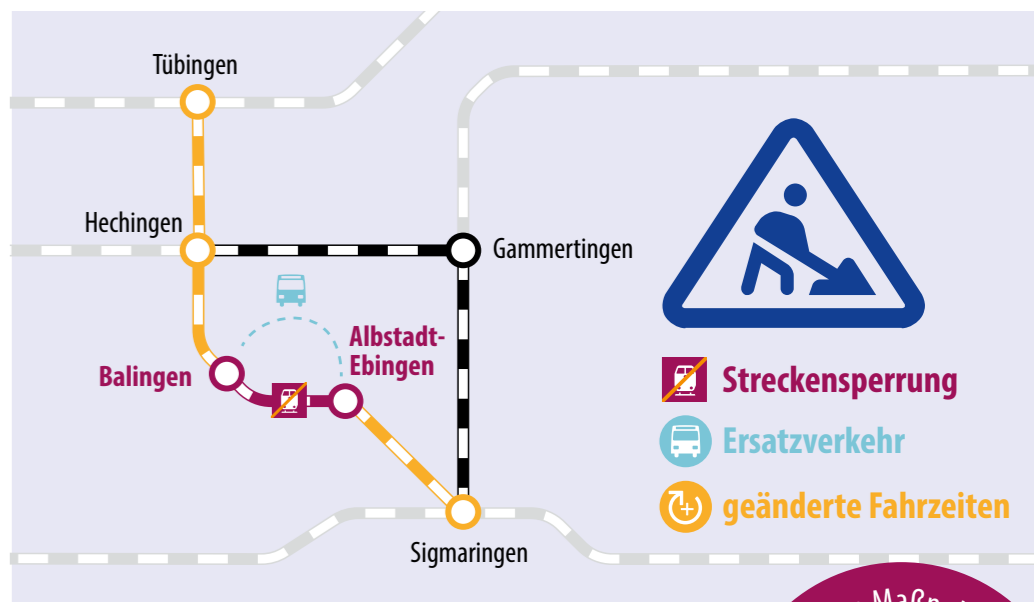 Tübingen
Hechingen
Gammertingen
Albstadt-
Ebingen
Balingen
Streckensperrung
Ersatzverkehr
geänderte Fahrzeiten
Sigmaringen